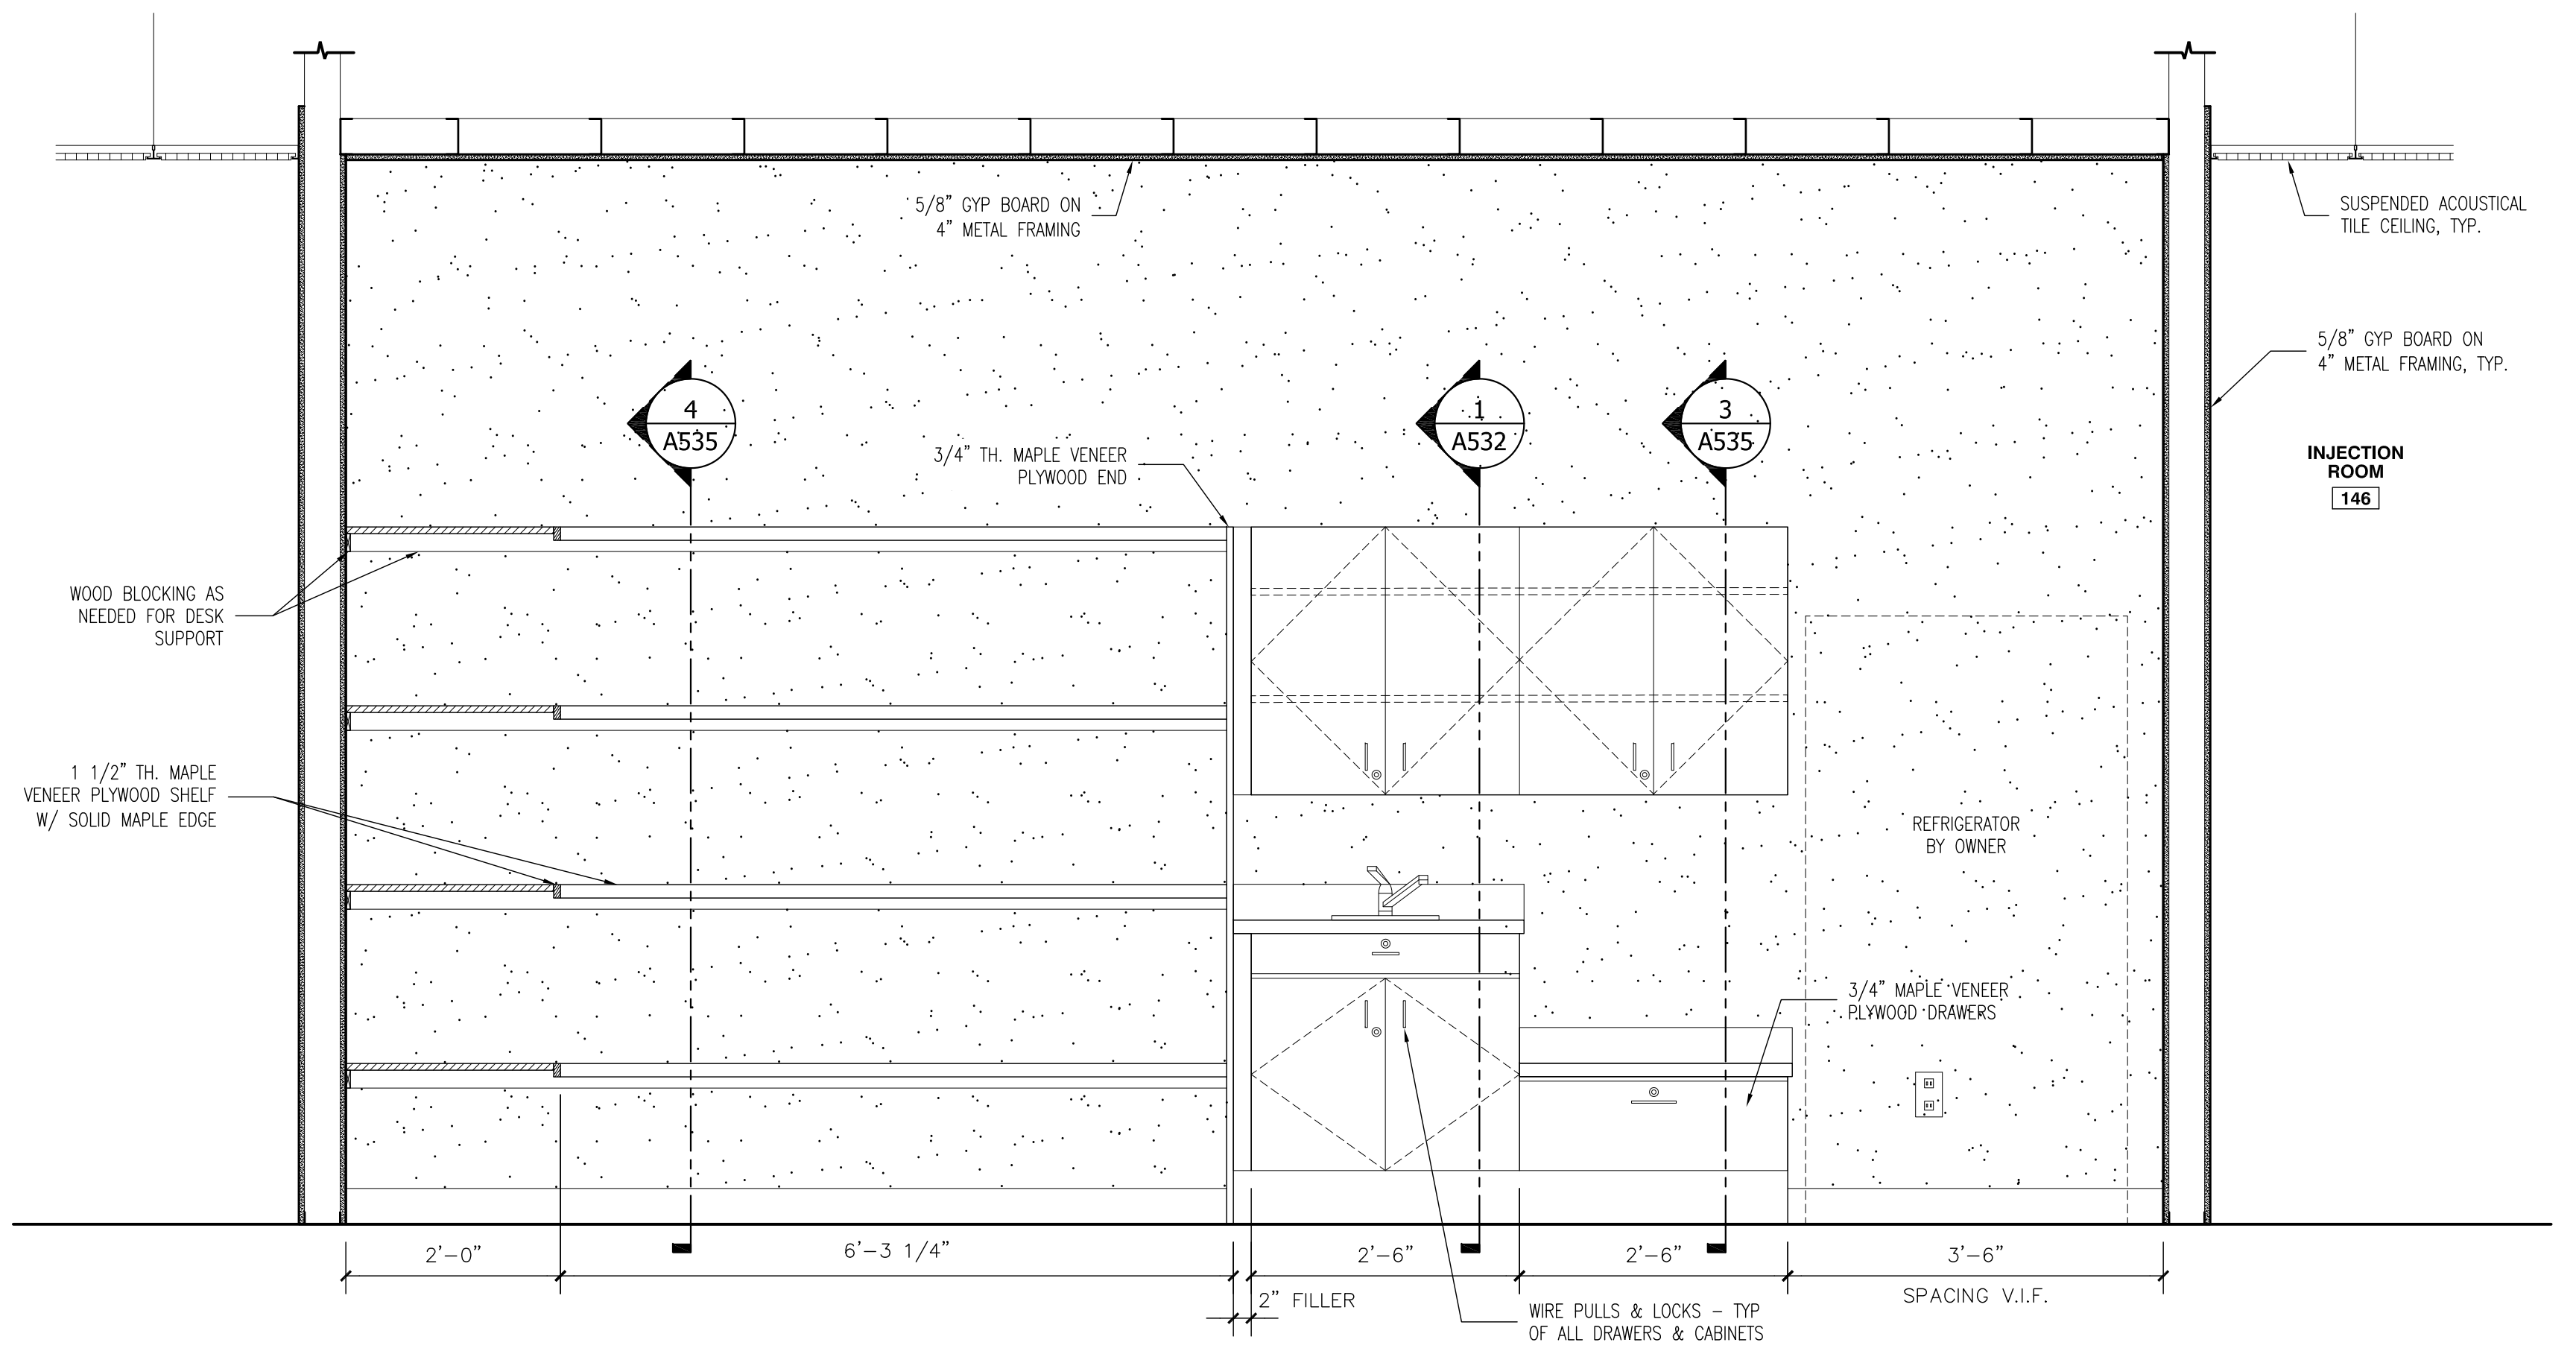 5/8" GYP BOARD ON
4" METAL FRAMING
SUSPENDED ACOUSTICAL
TILE CEILING, TYP.
5/8" GYP BOARD ON
4" METAL FRAMING, TYP.
4
A535
1
A532
3
A535
3/4" TH. MAPLE VENEER
PLYWOOD END
INJECTION
ROOM
146
WOOD BLOCKING AS
NEEDED FOR DESK
SUPPORT
1 1/2" TH. MAPLE
VENEER PLYWOOD SHELF
W/ SOLID MAPLE EDGE
REFRIGERATOR
BY OWNER
3/4" MAPLE VENEER
PLYWOOD DRAWERS
2'-0"
6'-3 1/4"
2'-6"
2'-6"
3'-6"
2" FILLER
SPACING V.I.F.
WIRE PULLS & LOCKS - TYP
OF ALL DRAWERS & CABINETS